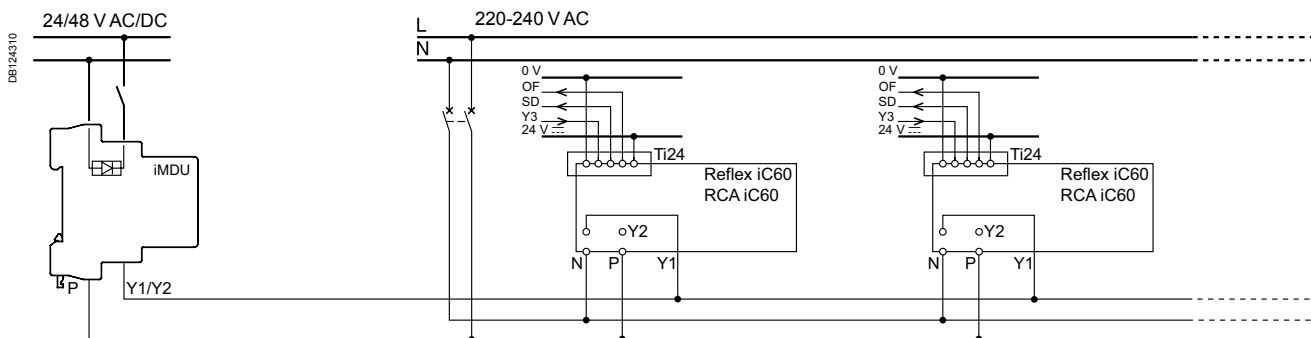 24/48 V AC/DC
L 220-240 V AC
N
DB124310
0 V
OF
SD
Y3
24 V
Ti24
Reflex iC60
RCA iC60
Y2
N P Y1
0 V
OF
SD
Y3
24 V
Ti24
Reflex iC60
RCA iC60
Y2
N P Y1
iMDU
P Y1/Y2